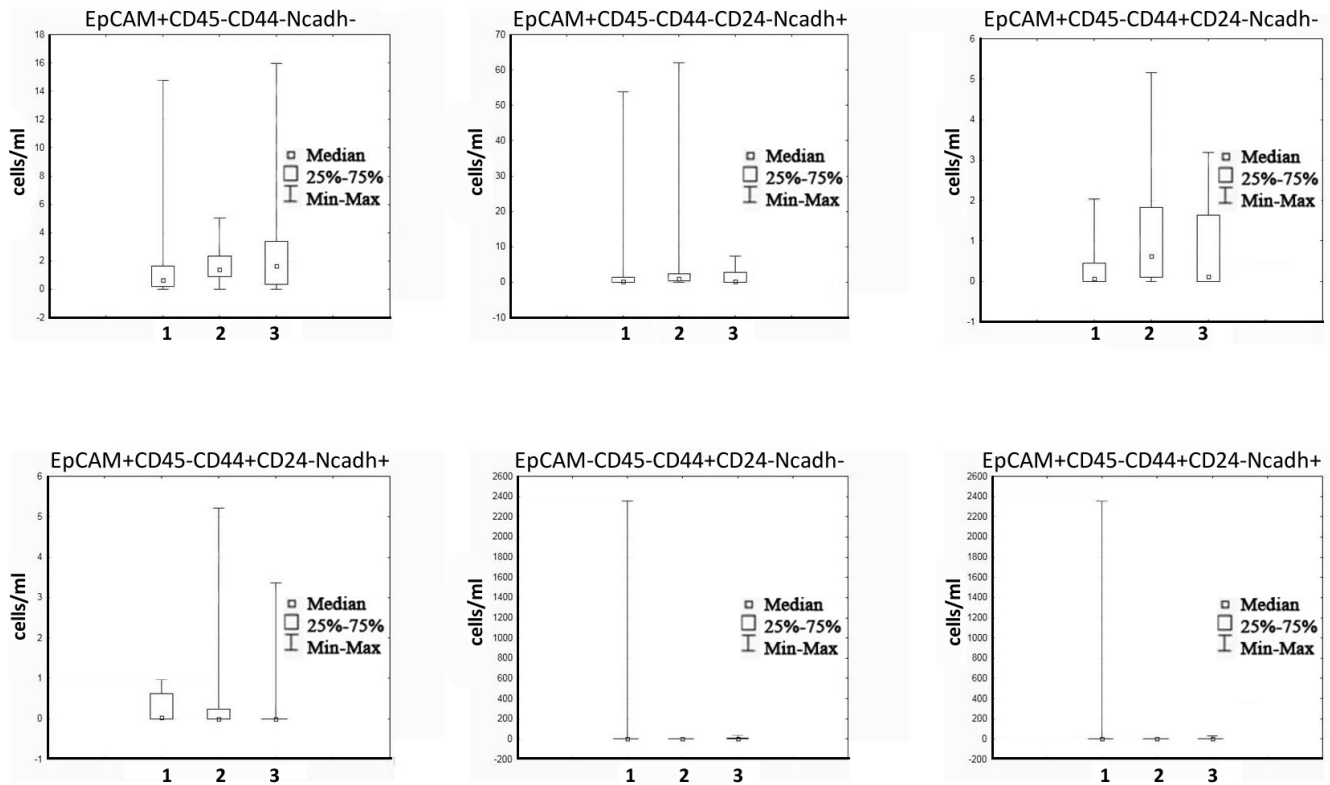 EpCAM+CD45-CD44-Ncadh-
18
16
14
12
10
8
6
4
2
0
-2
cells/ml
Median
25%-75%
Min-Max
1 2 3
EpCAM+CD45-CD44-CD24-Ncadh+
70
60
50
40
30
20
10
0
-10
Median
25%-75%
Min-Max
1 2 3
EpCAM+CD45-CD44+CD24-Ncadh-
6
5
4
3
2
1
0
-1
cells/ml
Median
25%-75%
Min-Max
1 2 3
EpCAM+CD45-CD44+CD24-Ncadh+
6
5
4
3
2
1
0
-1
cells/ml
Median
25%-75%
Min-Max
1 2 3
EpCAM-CD45-CD44+CD24-Ncadh-
2600
2400
2200
2000
1800
1600
1400
1200
1000
800
600
400
200
0
-200
cells/ml
Median
25%-75%
Min-Max
1 2 3
EpCAM+CD45-CD44+CD24-Ncadh+
2600
2400
2200
2000
1800
1600
1400
1200
1000
800
600
400
200
0
-200
cells/ml
Median
25%-75%
Min-Max
1 2 3